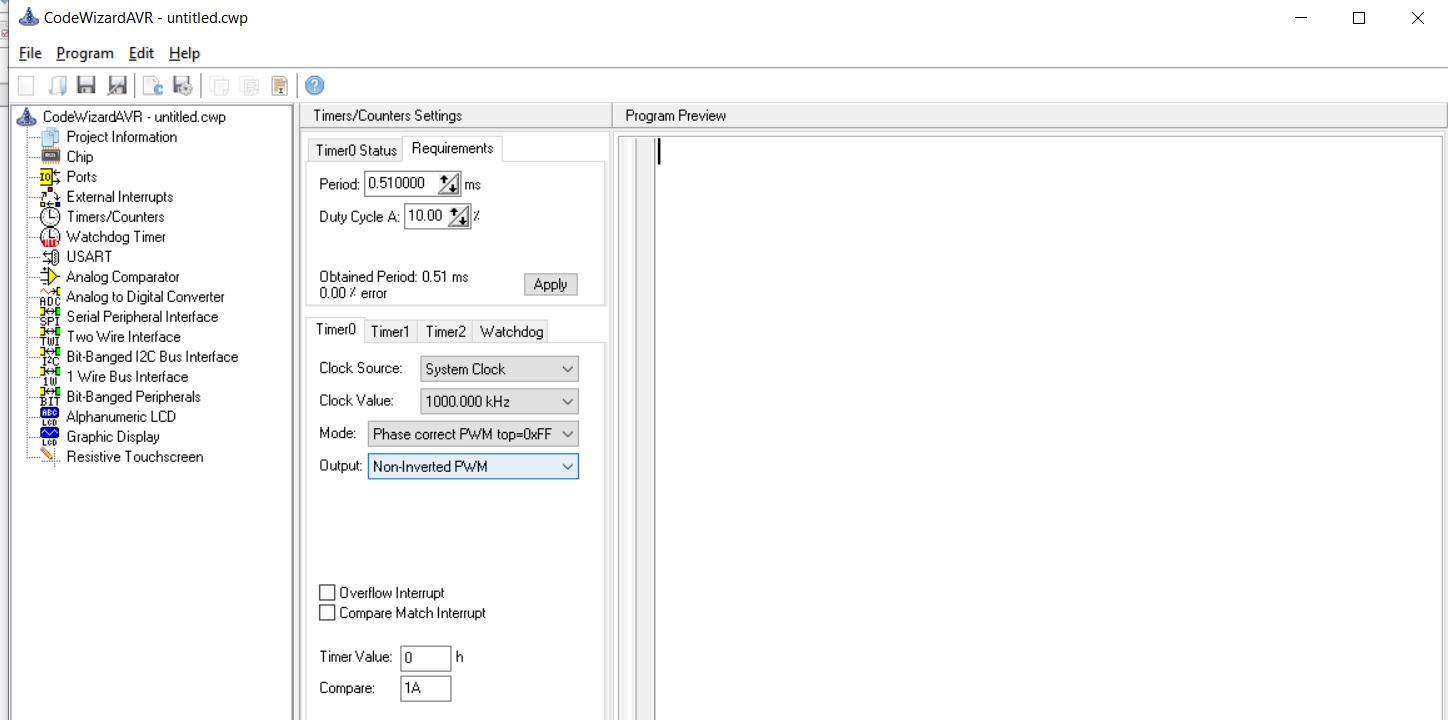 CodeWizardAVR - untitled.cwp
File Program Edit Help
CodeWizardAVR - untitled.cwp
Project Information
Chip
Ports
External Interrupts
Timers/Counters
Watchdog Timer
USART
Analog Comparator
Analog to Digital Converter
Serial Peripheral Interface
Two Wire Interface
Bit-Banged I2C Bus Interface
1 Wire Bus Interface
Bit-Banged Peripherals
Alphanumeric LCD
Graphic Display
Resistive Touchscreen
Timers/Counters Settings
Timer0 Status Requirements
Period: 0.510000 ms
Duty Cycle A: 10.00 %
Obtained Period: 0.51 ms
0.00 % error
Apply
Timer0 Timer1 Timer2 Watchdog
Clock Source: System Clock
Clock Value: 1000.000 kHz
Mode: Phase correct PWM top=0xFF
Output: Non-Inverted PWM
Overflow Interrupt
Compare Match Interrupt
Timer Value: 0 h
Compare: 1A
Program Preview